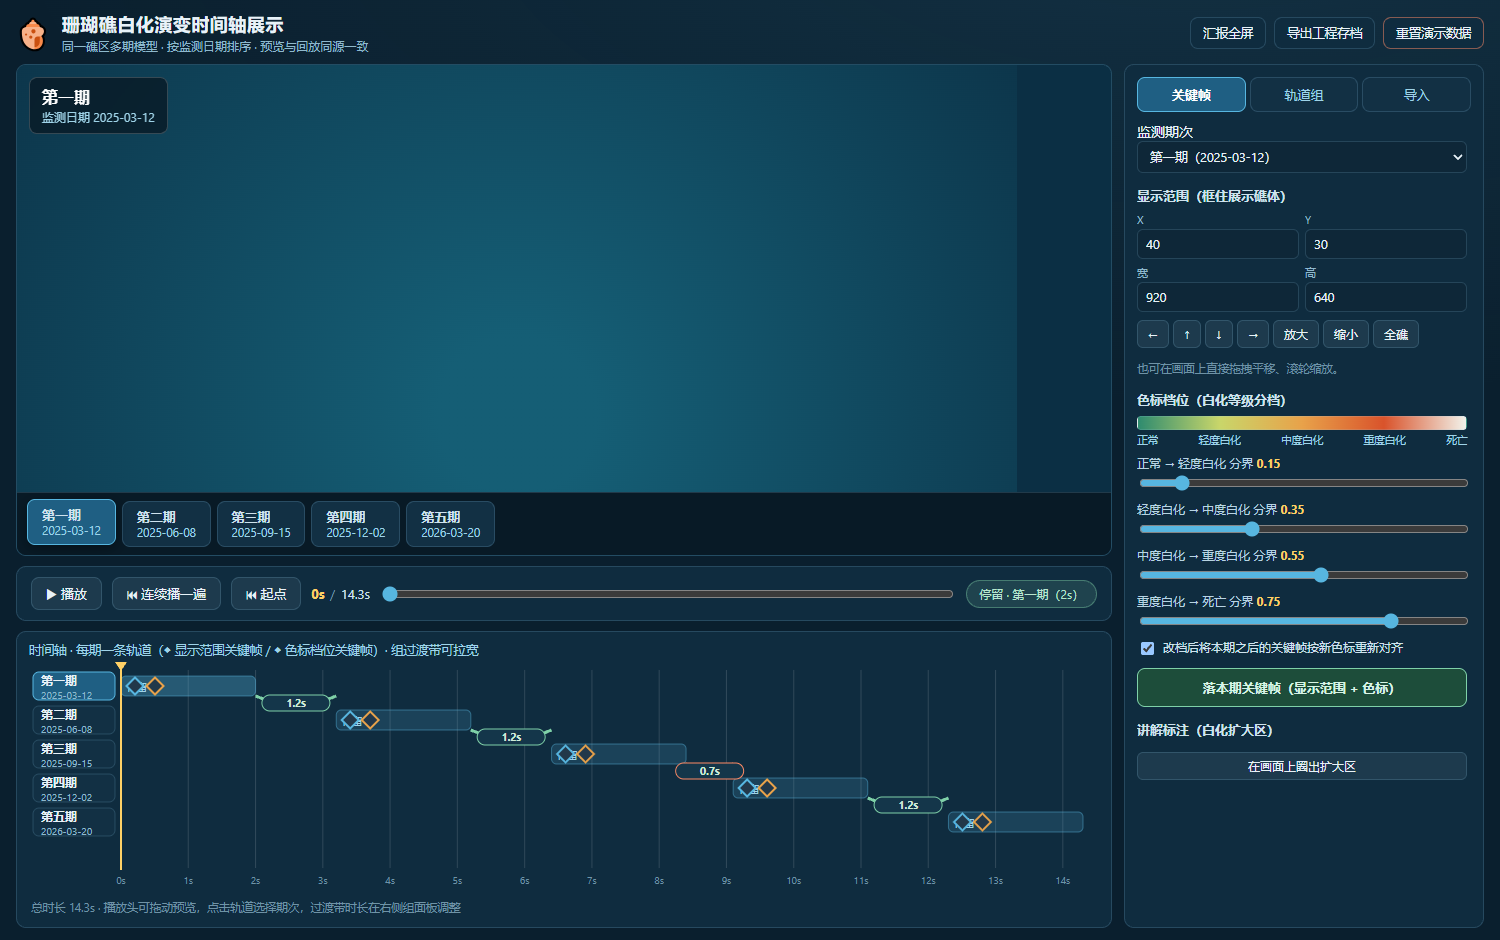 珊瑚礁白化演变时间轴展示
同一礁区多期模型 · 按监测日期排序 · 预览与回放同源一致
汇报全屏
导出工程存档
重置演示数据
第一期
监测日期 2025-03-12
第一期
2025-03-12
第二期
2025-06-08
第三期
2025-09-15
第四期
2025-12-02
第五期
2026-03-20
▶ 播放
⏮ 连续播一遍
⏮ 起点
0s / 14.3s
停留 · 第一期（2s）
时间轴 · 每期一条轨道（◆ 显示范围关键帧 / ◆ 色标档位关键帧）· 组过渡带可拉宽
第一期
2025-03-12
1.2s
第二期
2025-06-08
1.2s
第三期
2025-09-15
0.7s
第四期
2025-12-02
1.2s
第五期
2026-03-20
0s 1s 2s 3s 4s 5s 6s 7s 8s 9s 10s 11s 12s 13s 14s
总时长 14.3s · 播放头可拖动预览，点击轨道选择期次，过渡带时长在右侧组面板调整
关键帧
轨道组
导入
监测期次
第一期（2025-03-12）
显示范围（框住展示礁体）
X Y
40 30
宽 高
920 640
← ↑ ↓ → 放大 缩小 全礁
也可在画面上直接拖拽平移、滚轮缩放。
色标档位（白化等级分档）
正常 轻度白化 中度白化 重度白化 死亡
正常 → 轻度白化 分界 0.15
轻度白化 → 中度白化 分界 0.35
中度白化 → 重度白化 分界 0.55
重度白化 → 死亡 分界 0.75
改档后将本期之后的关键帧按新色标重新对齐
落本期关键帧（显示范围 + 色标）
讲解标注（白化扩大区）
在画面上圈出扩大区